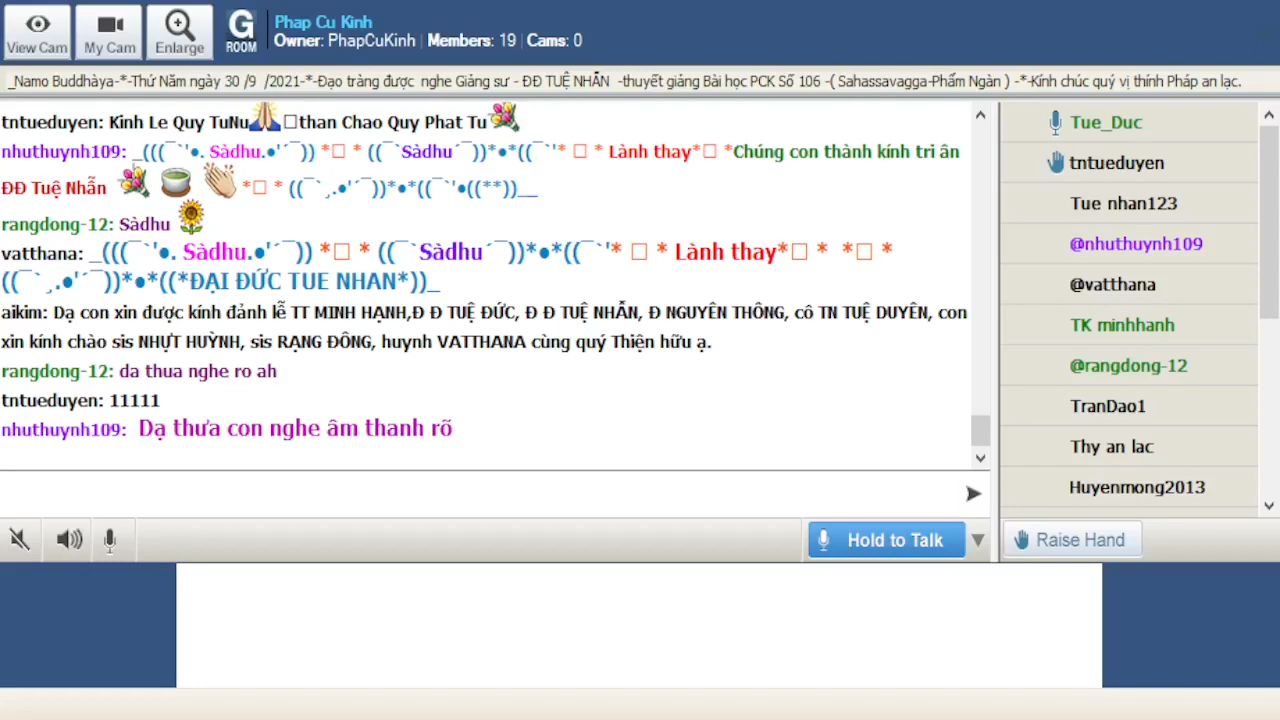 View Cam
My Cam
Enlarge
G
ROOM
Phap Cu Kinh
Owner: PhapCuKinh | Members: 19 | Cams: 0
_Namo Buddhàya-*-Thứ Năm ngày 30 /9 /2021-*-Đạo tràng được nghe Giảng sư - ĐĐ TUỆ NHẪN -thuyết giảng Bài học PCK Số 106 -( Sahassavagga-Phẩm Ngàn ) -*-Kính chúc quý vị thính Pháp an lạc.
tntueduyen: Kinh Le Quy TuNu🙏than Chao Quy Phat Tu💐
nhuthuynh109: _(((¯`'•. Sàdhu.•'´¯)) *□ * ((¯`Sàdhu´¯))*•*((¯`'* □ * Lành thay*□ *Chúng con thành kính tri ân
ĐĐ Tuệ Nhẫn 💐 🍵 👏 *□ * ((¯`¸.•'´¯))*•*((¯`'•((**))__
rangdong-12: Sàdhu 🌻
vatthana: _(((¯`'•. Sàdhu.•'´¯)) *□ * ((¯`Sàdhu´¯))*•*((¯`'* □ * Lành thay*□ * *□ *
((¯`¸.•'´¯))*•*((*ĐẠI ĐỨC TUE NHAN*))_
aikim: Dạ con xin được kính đảnh lễ TT MINH HẠNH,Đ Đ TUỆ ĐỨC, Đ Đ TUỆ NHẪN, Đ NGUYÊN THÔNG, cô TN TUỆ DUYÊN, con
xin kính chào sis NHỰT HUỲNH, sis RẠNG ĐÔNG, huynh VATTHANA cùng quý Thiện hữu ạ.
rangdong-12: da thua nghe ro ah
tntueduyen: 11111
nhuthuynh109: Dạ thưa con nghe âm thanh rõ
Tue_Duc
tntueduyen
Tue nhan123
@nhuthuynh109
@vatthana
TK minhhanh
@rangdong-12
TranDao1
Thy an lac
Huyenmong2013
Hold to Talk
Raise Hand